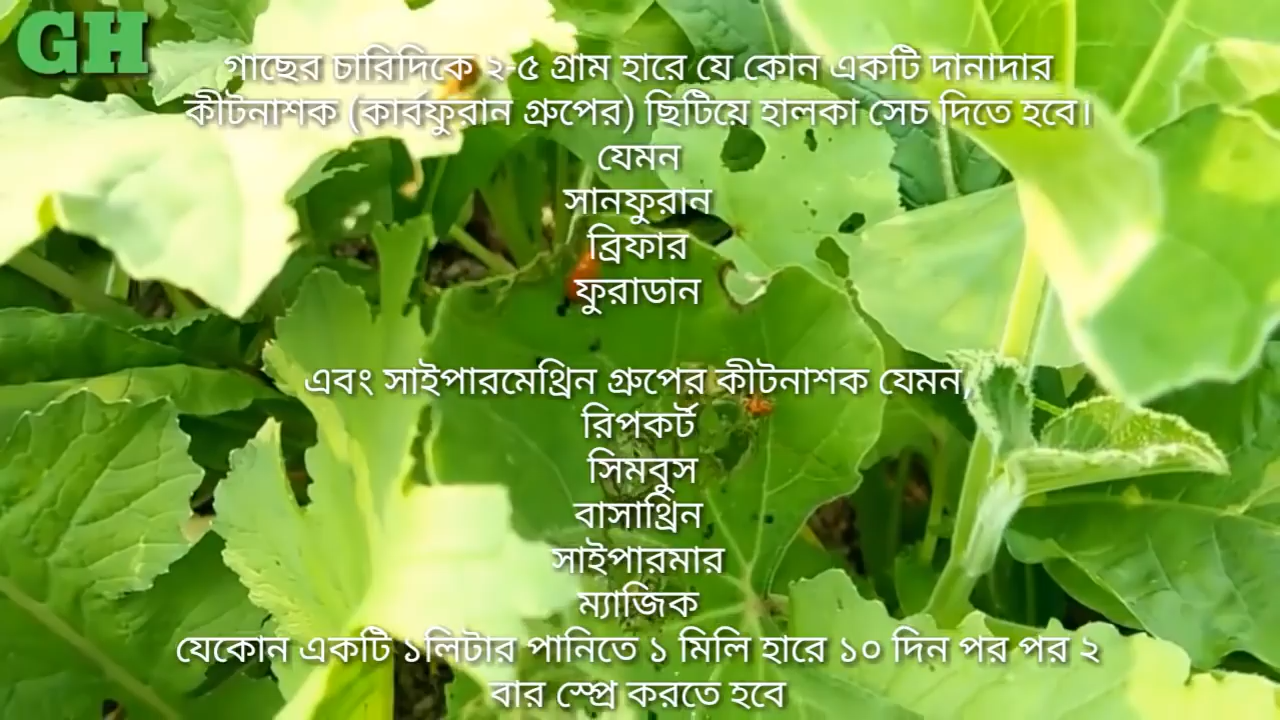 GH
গাছের চারিদিকে ২-৫ গ্রাম হারে যে কোন একটি দানাদার
কীটনাশক (কার্বফুরান গ্রুপের) ছিটিয়ে হালকা সেচ দিতে হবে।
যেমন
সানফুরান
ব্রিফার
ফুরাডান
এবং সাইপারমেথ্রিন গ্রুপের কীটনাশক যেমন,
রিপকর্ট
সিমবুস
বাসাথ্রিন
সাইপারমার
ম্যাজিক
যেকোন একটি ১লিটার পানিতে ১ মিলি হারে ১০ দিন পর পর ২
বার স্প্রে করতে হবে